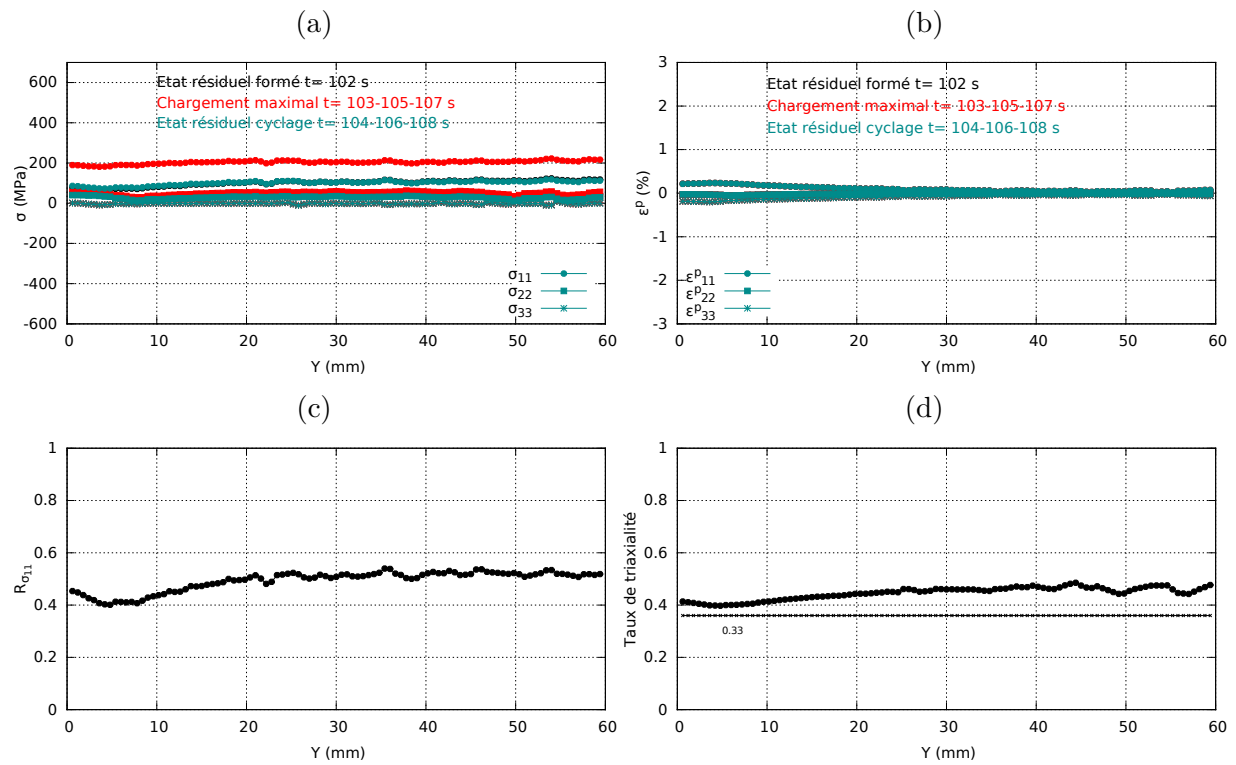 (a)
(b)
Etat résiduel formé t= 102 s
Chargement maximal t= 103-105-107 s
Etat résiduel cyclage t= 104-106-108 s
600
400
200
0
-200
-400
-600
σ (MPa)
σ11
σ22
σ33
0 10 20 30 40 50 60
Y (mm)
Etat résiduel formé t= 102 s
Chargement maximal t= 103-105-107 s
Etat résiduel cyclage t= 104-106-108 s
3
2
1
0
-1
-2
-3
εp (%)
εp11
εp22
εp33
0 10 20 30 40 50 60
Y (mm)
(c)
(d)
1
0.8
0.6
0.4
0.2
0
Rσ11
0 10 20 30 40 50 60
Y (mm)
1
0.8
0.6
0.4
0.2
0
Taux de triaxialité
0.33
0 10 20 30 40 50 60
Y (mm)